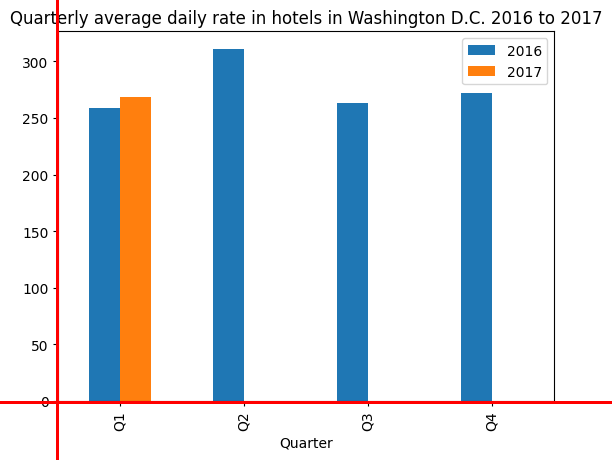 Quarterly average daily rate in hotels in Washington D.C. 2016 to 2017
2016
2017
300
250
200
150
100
50
0
Q1
Q2
Q3
Q4
Quarter